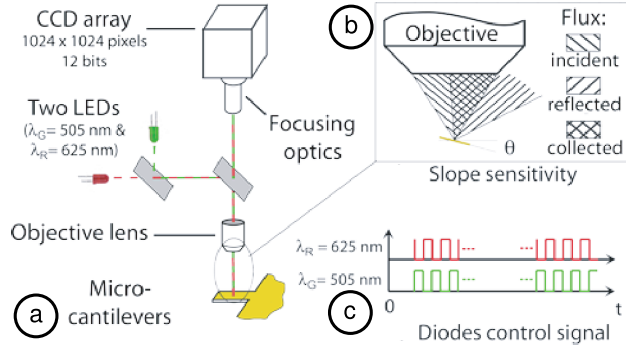 CCD array
1024 x 1024 pixels
12 bits
Two LEDs
(λG= 505 nm &
λR= 625 nm)
Focusing
optics
Objective lens
Micro-
cantilevers
a
b
Objective
θ
Slope sensitivity
Flux:
incident
reflected
collected
λR = 625 nm
λG = 505 nm
0
t
c
Diodes control signal